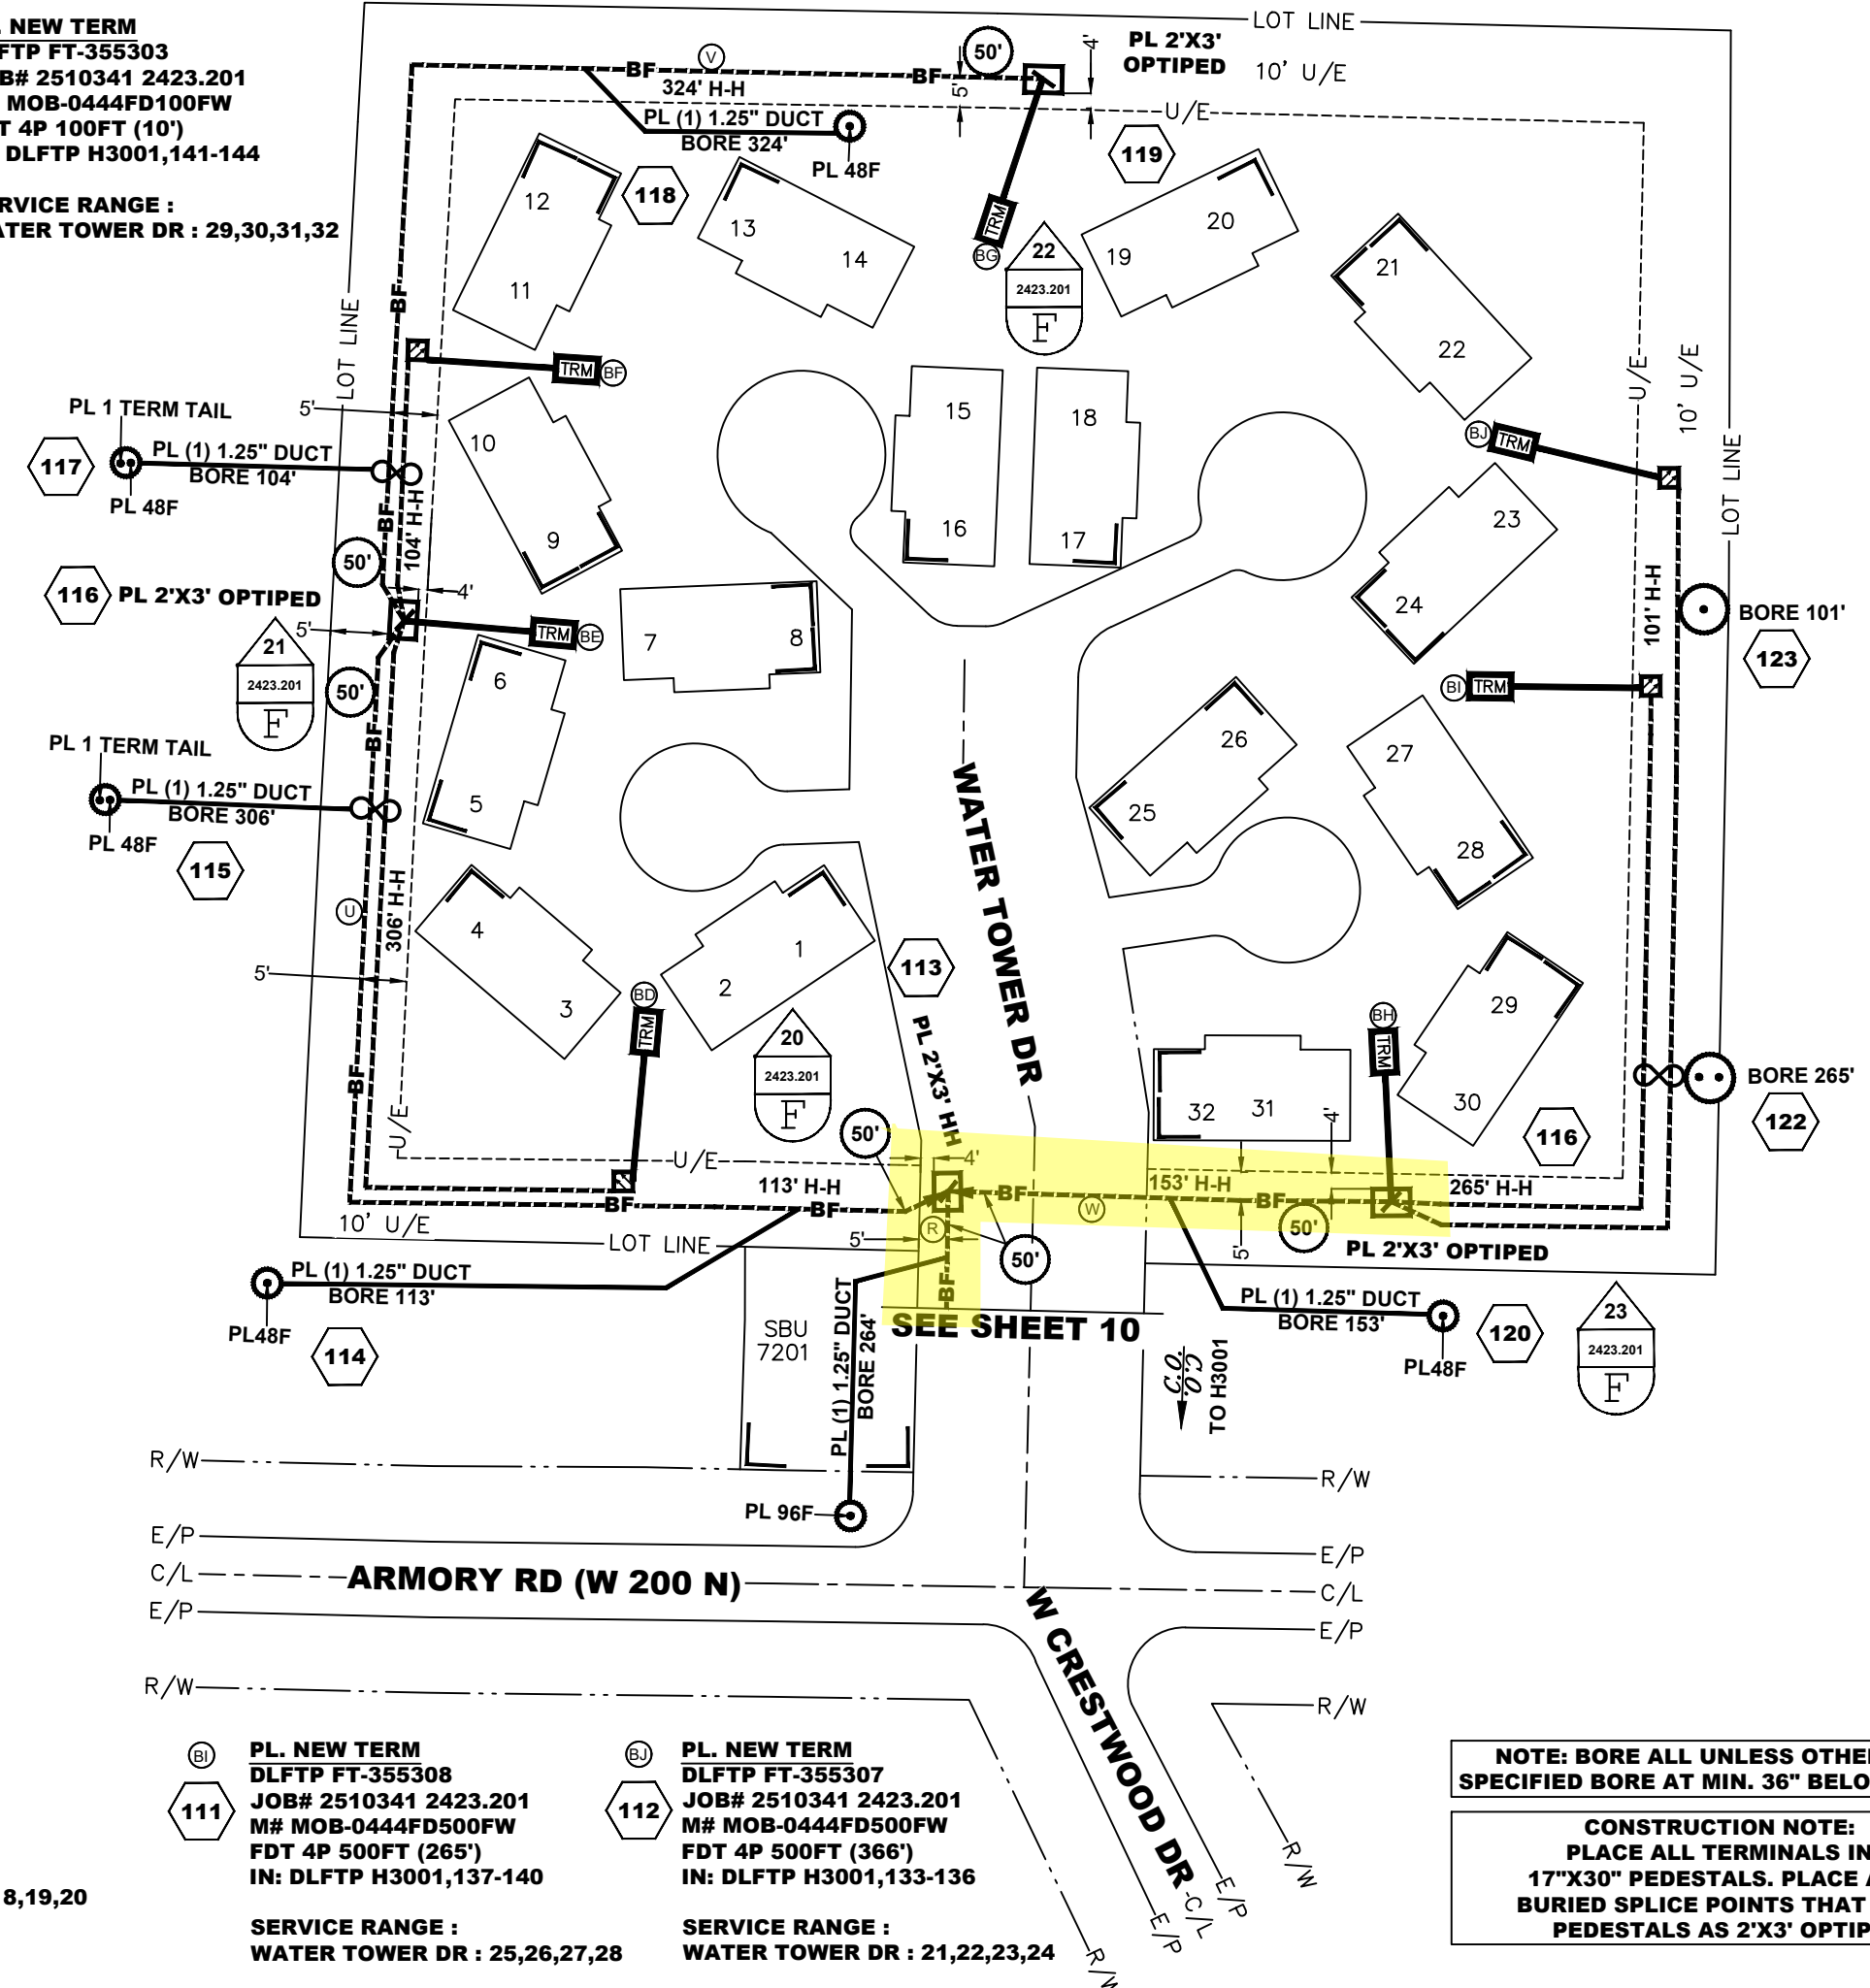 NEW TERM
FTP FT-355303
B# 2510341 2423.201
MOB-0444FD100FW
T 4P 100FT (10')
DLFTP H3001,141-144
RVICE RANGE :
ATER TOWER DR : 29,30,31,32
LOT LINE
50'
4'
PL 2'X3'
OPTIPED
10' U/E
V
BF
BF
324' H-H
5'
U/E
PL (1) 1.25" DUCT
BORE 324'
PL 48F
119
118
12
11
13
14
TRM
BG
22
2423.201
F
19
20
21
22
BF
LOT LINE
TRM
BF
U/E
10' U/E
LOT LINE
PL 1 TERM TAIL
5'
117
PL (1) 1.25" DUCT
BORE 104'
PL 48F
BF
104' H-H
10
9
15
16
18
17
BJ
TRM
23
24
50'
116
PL 2'X3' OPTIPED
4'
5'
21
2423.201
F
50'
TRM
BE
7
8
6
5
101' H-H
BORE 101'
123
BI
TRM
26
25
27
28
BF
PL 1 TERM TAIL
PL (1) 1.25" DUCT
BORE 306'
PL 48F
115
U
306' H-H
5'
4
3
1
2
113
WATER TOWER DR
BD
TRM
20
2423.201
F
PL 2'X3' HH
50'
BH
TRM
29
30
32
31
4'
116
BORE 265'
122
BF
U/E
U/E
4'
113' H-H
BF
BF
BF
153' H-H
BF
265' H-H
10' U/E
LOT LINE
R
W
5'
50'
5'
50'
PL 2'X3' OPTIPED
BF
PL (1) 1.25" DUCT
BORE 113'
PL48F
114
SBU
7201
PL (1) 1.25" DUCT
BORE 264'
SEE SHEET 10
PL (1) 1.25" DUCT
BORE 153'
PL48F
120
23
2423.201
F
C.O.
C.O.
TO H3001
R/W
R/W
PL 96F
E/P
E/P
C/L
ARMORY RD (W 200 N)
C/L
E/P
E/P
W CRESTWOOD DR
R/W
R/W
R/W
C/L
E/P
E/P
R/W
BI
111
PL. NEW TERM
DLFTP FT-355308
JOB# 2510341 2423.201
M# MOB-0444FD500FW
FDT 4P 500FT (265')
IN: DLFTP H3001,137-140
SERVICE RANGE :
WATER TOWER DR : 25,26,27,28
BJ
112
PL. NEW TERM
DLFTP FT-355307
JOB# 2510341 2423.201
M# MOB-0444FD500FW
FDT 4P 500FT (366')
IN: DLFTP H3001,133-136
SERVICE RANGE :
WATER TOWER DR : 21,22,23,24
8,19,20
NOTE: BORE ALL UNLESS OTHE
SPECIFIED BORE AT MIN. 36" BELO
CONSTRUCTION NOTE:
PLACE ALL TERMINALS IN
17"X30" PEDESTALS. PLACE A
BURIED SPLICE POINTS THAT
PEDESTALS AS 2'X3' OPTIP